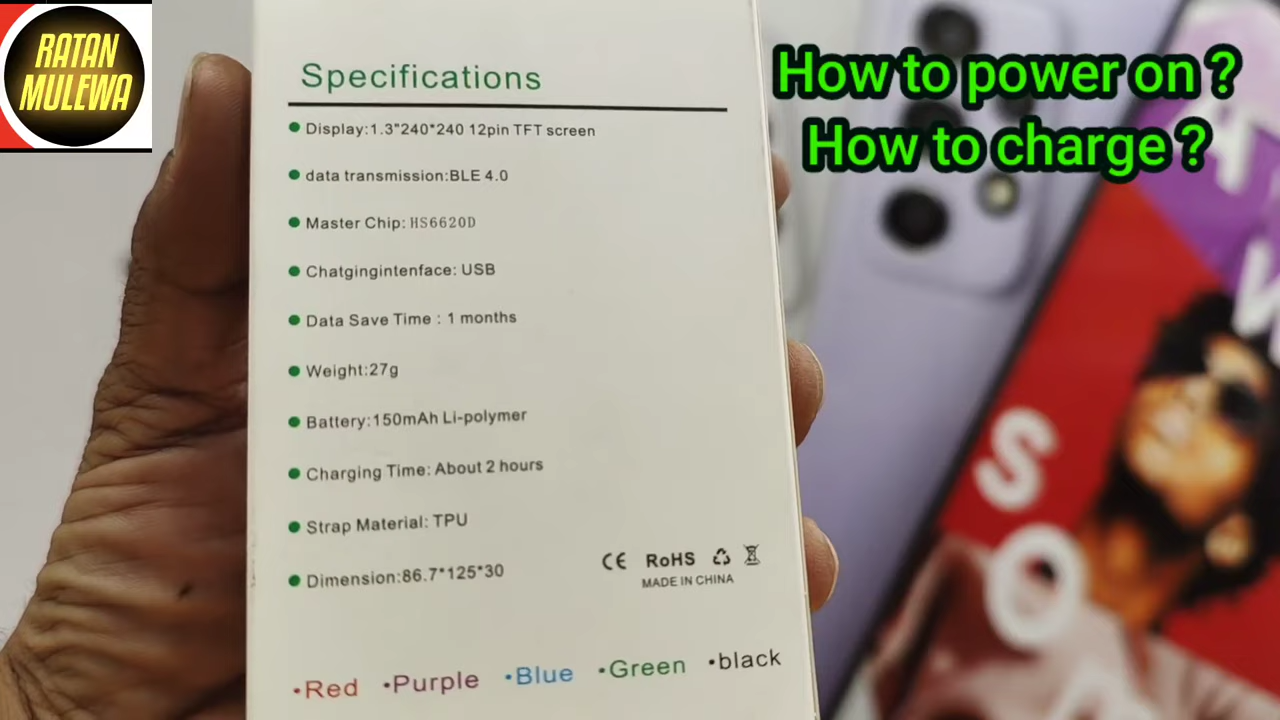 RATAN
MULEWA
How to power on ?
How to charge ?
Specifications
Display:1.3"240*240 12pin TFT screen
data transmission:BLE 4.0
Master Chip: HS6620D
Chatgingintenface: USB
Data Save Time : 1 months
Weight:27g
Battery:150mAh Li-polymer
Charging Time: About 2 hours
Strap Material: TPU
Dimension:86.7*125*30
CE RoHS
MADE IN CHINA
•Red •Purple •Blue •Green •black
S
O